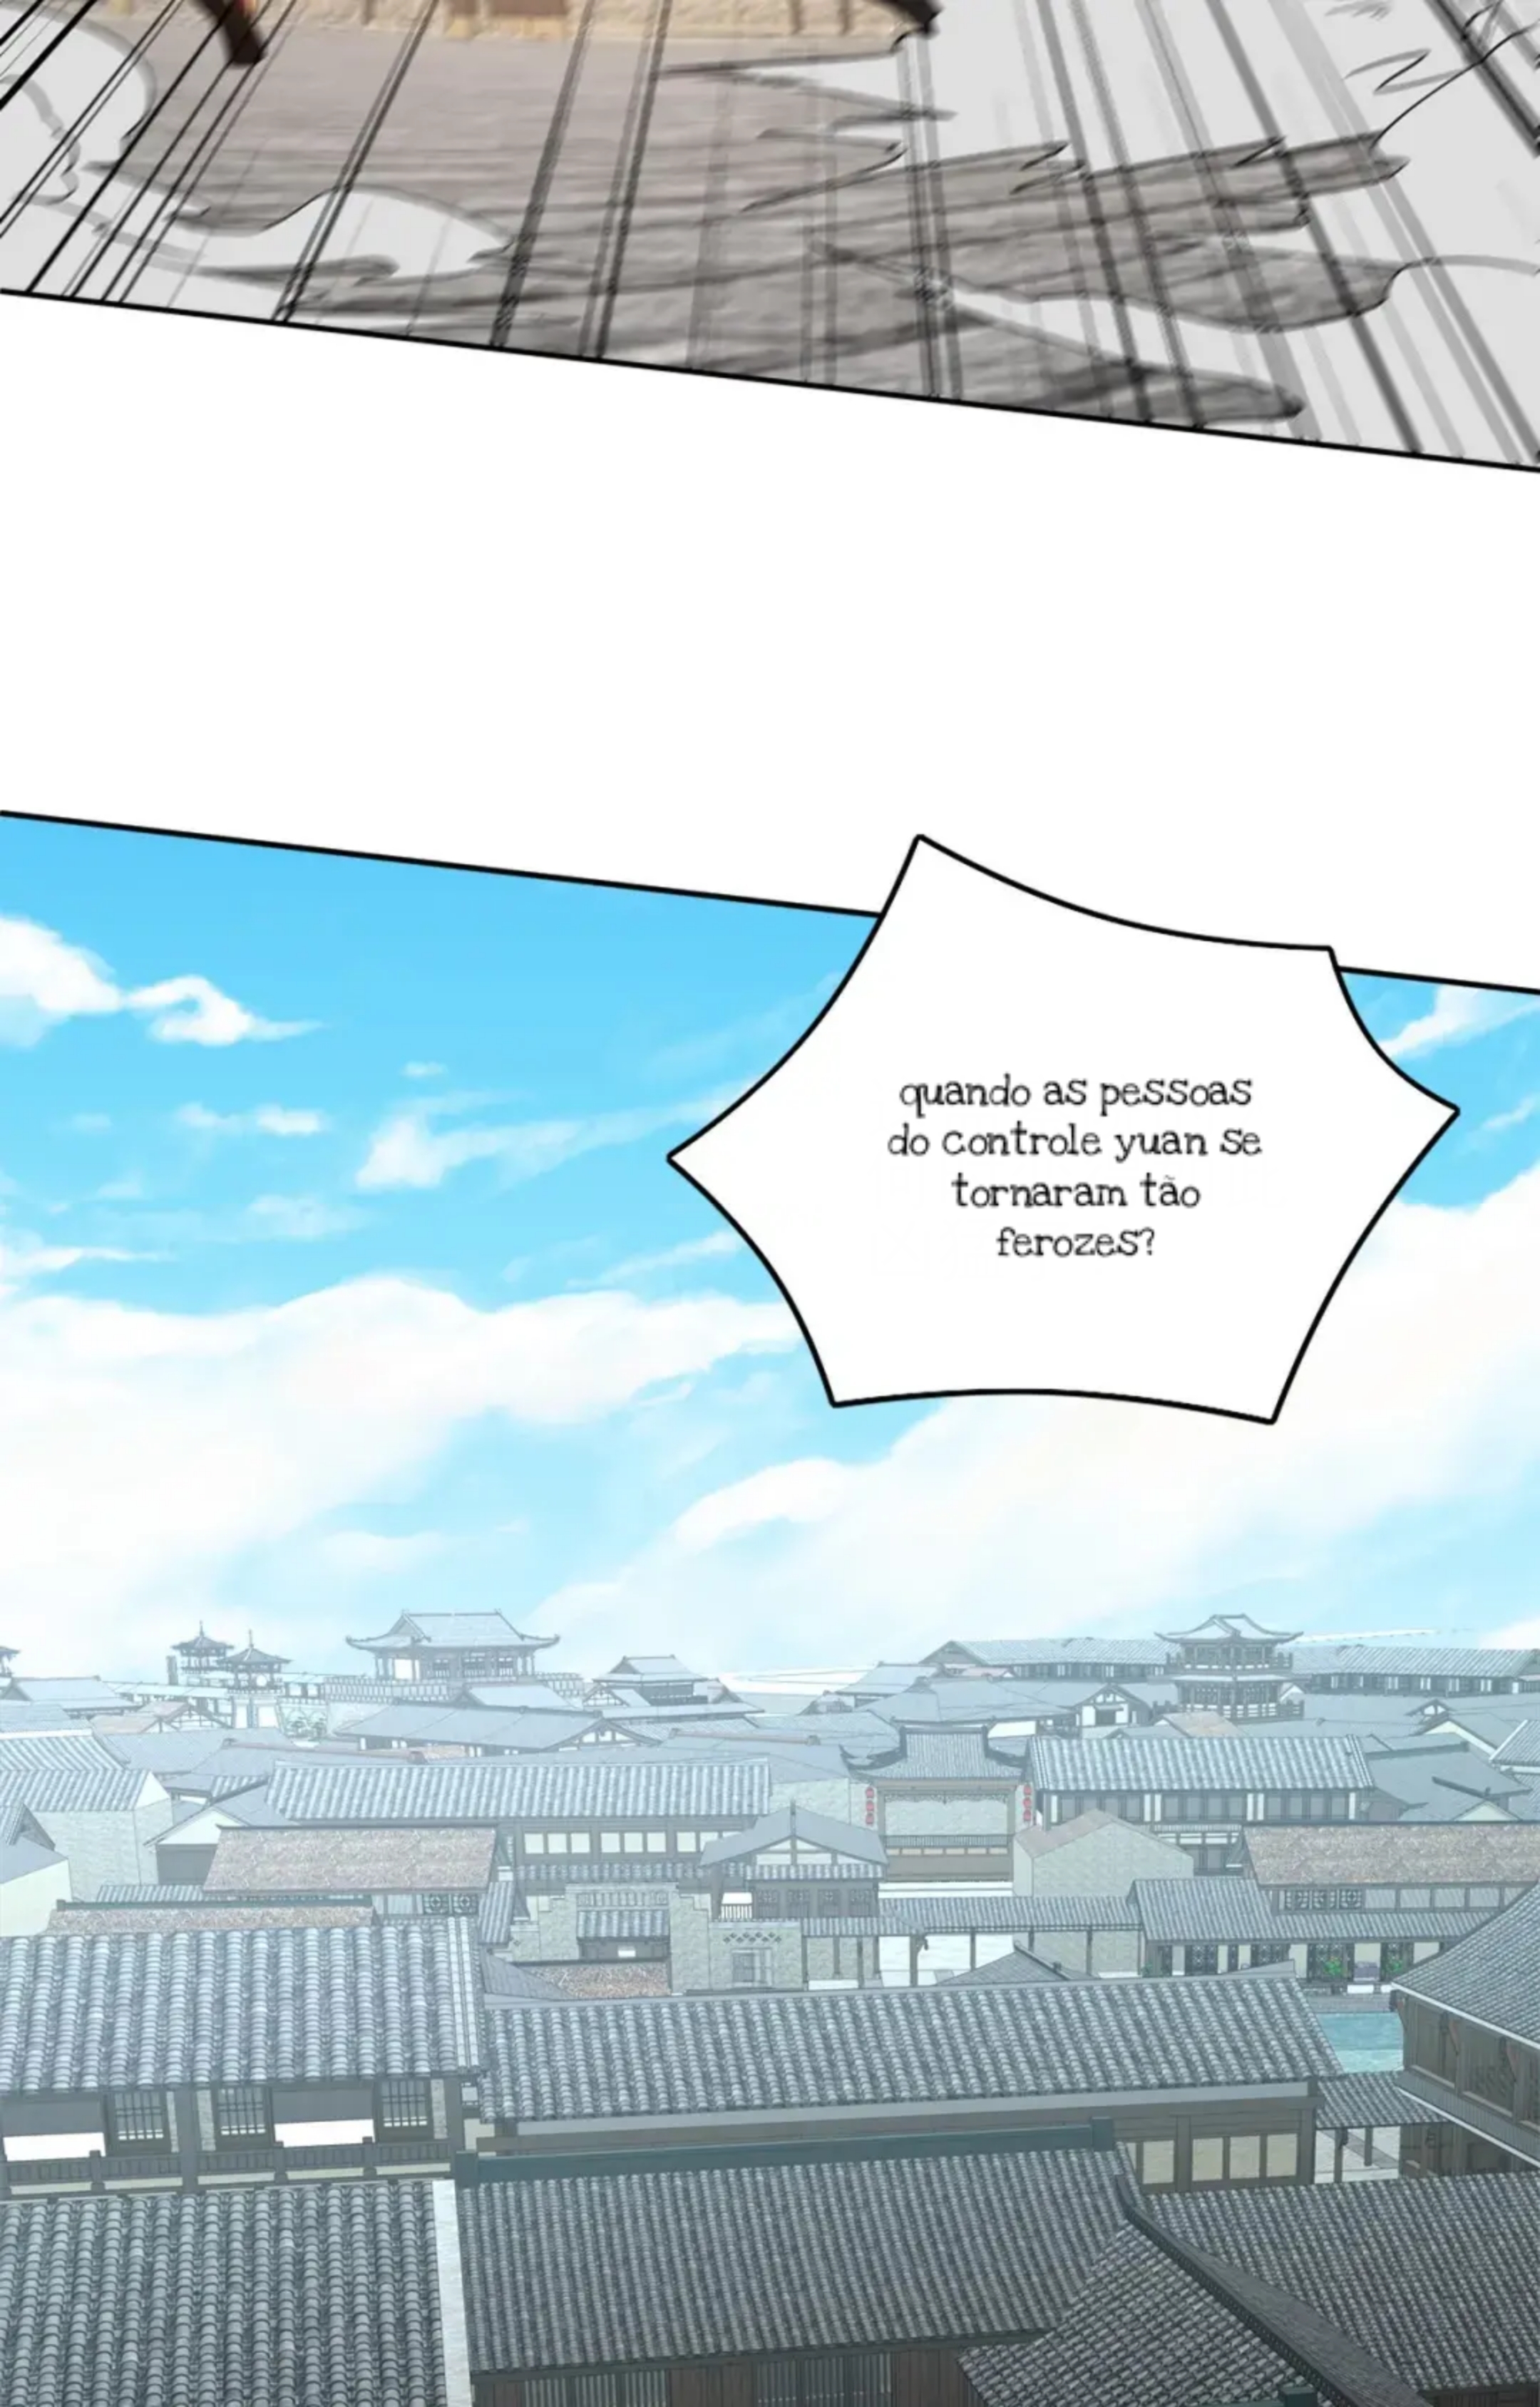 quando as pessoas
do controle yuan se
tornaram tão
ferozes?